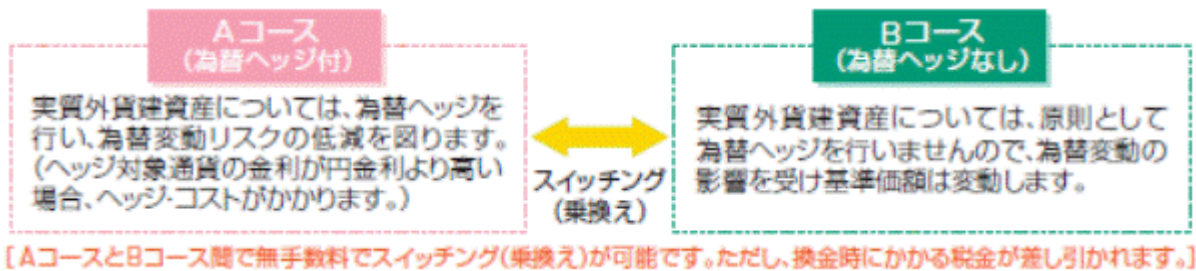 Aコース
(為替ヘッジ付)
実質外貨建資産については、為替ヘッジを
行い、為替変動リスクの低減を図ります。
(ヘッジ対象通貨の金利が円金利より高い
場合、ヘッジ・コストがかかります。)
スイッチング
(乗換え)
Bコース
(為替ヘッジなし)
実質外貨建資産については、原則として
為替ヘッジを行いませんので、為替変動の
影響を受け基準価額は変動します。
[AコースとBコース間で無手数料でスイッチング(乗換え)が可能です。ただし、換金時にかかる税金が差し引かれます。]